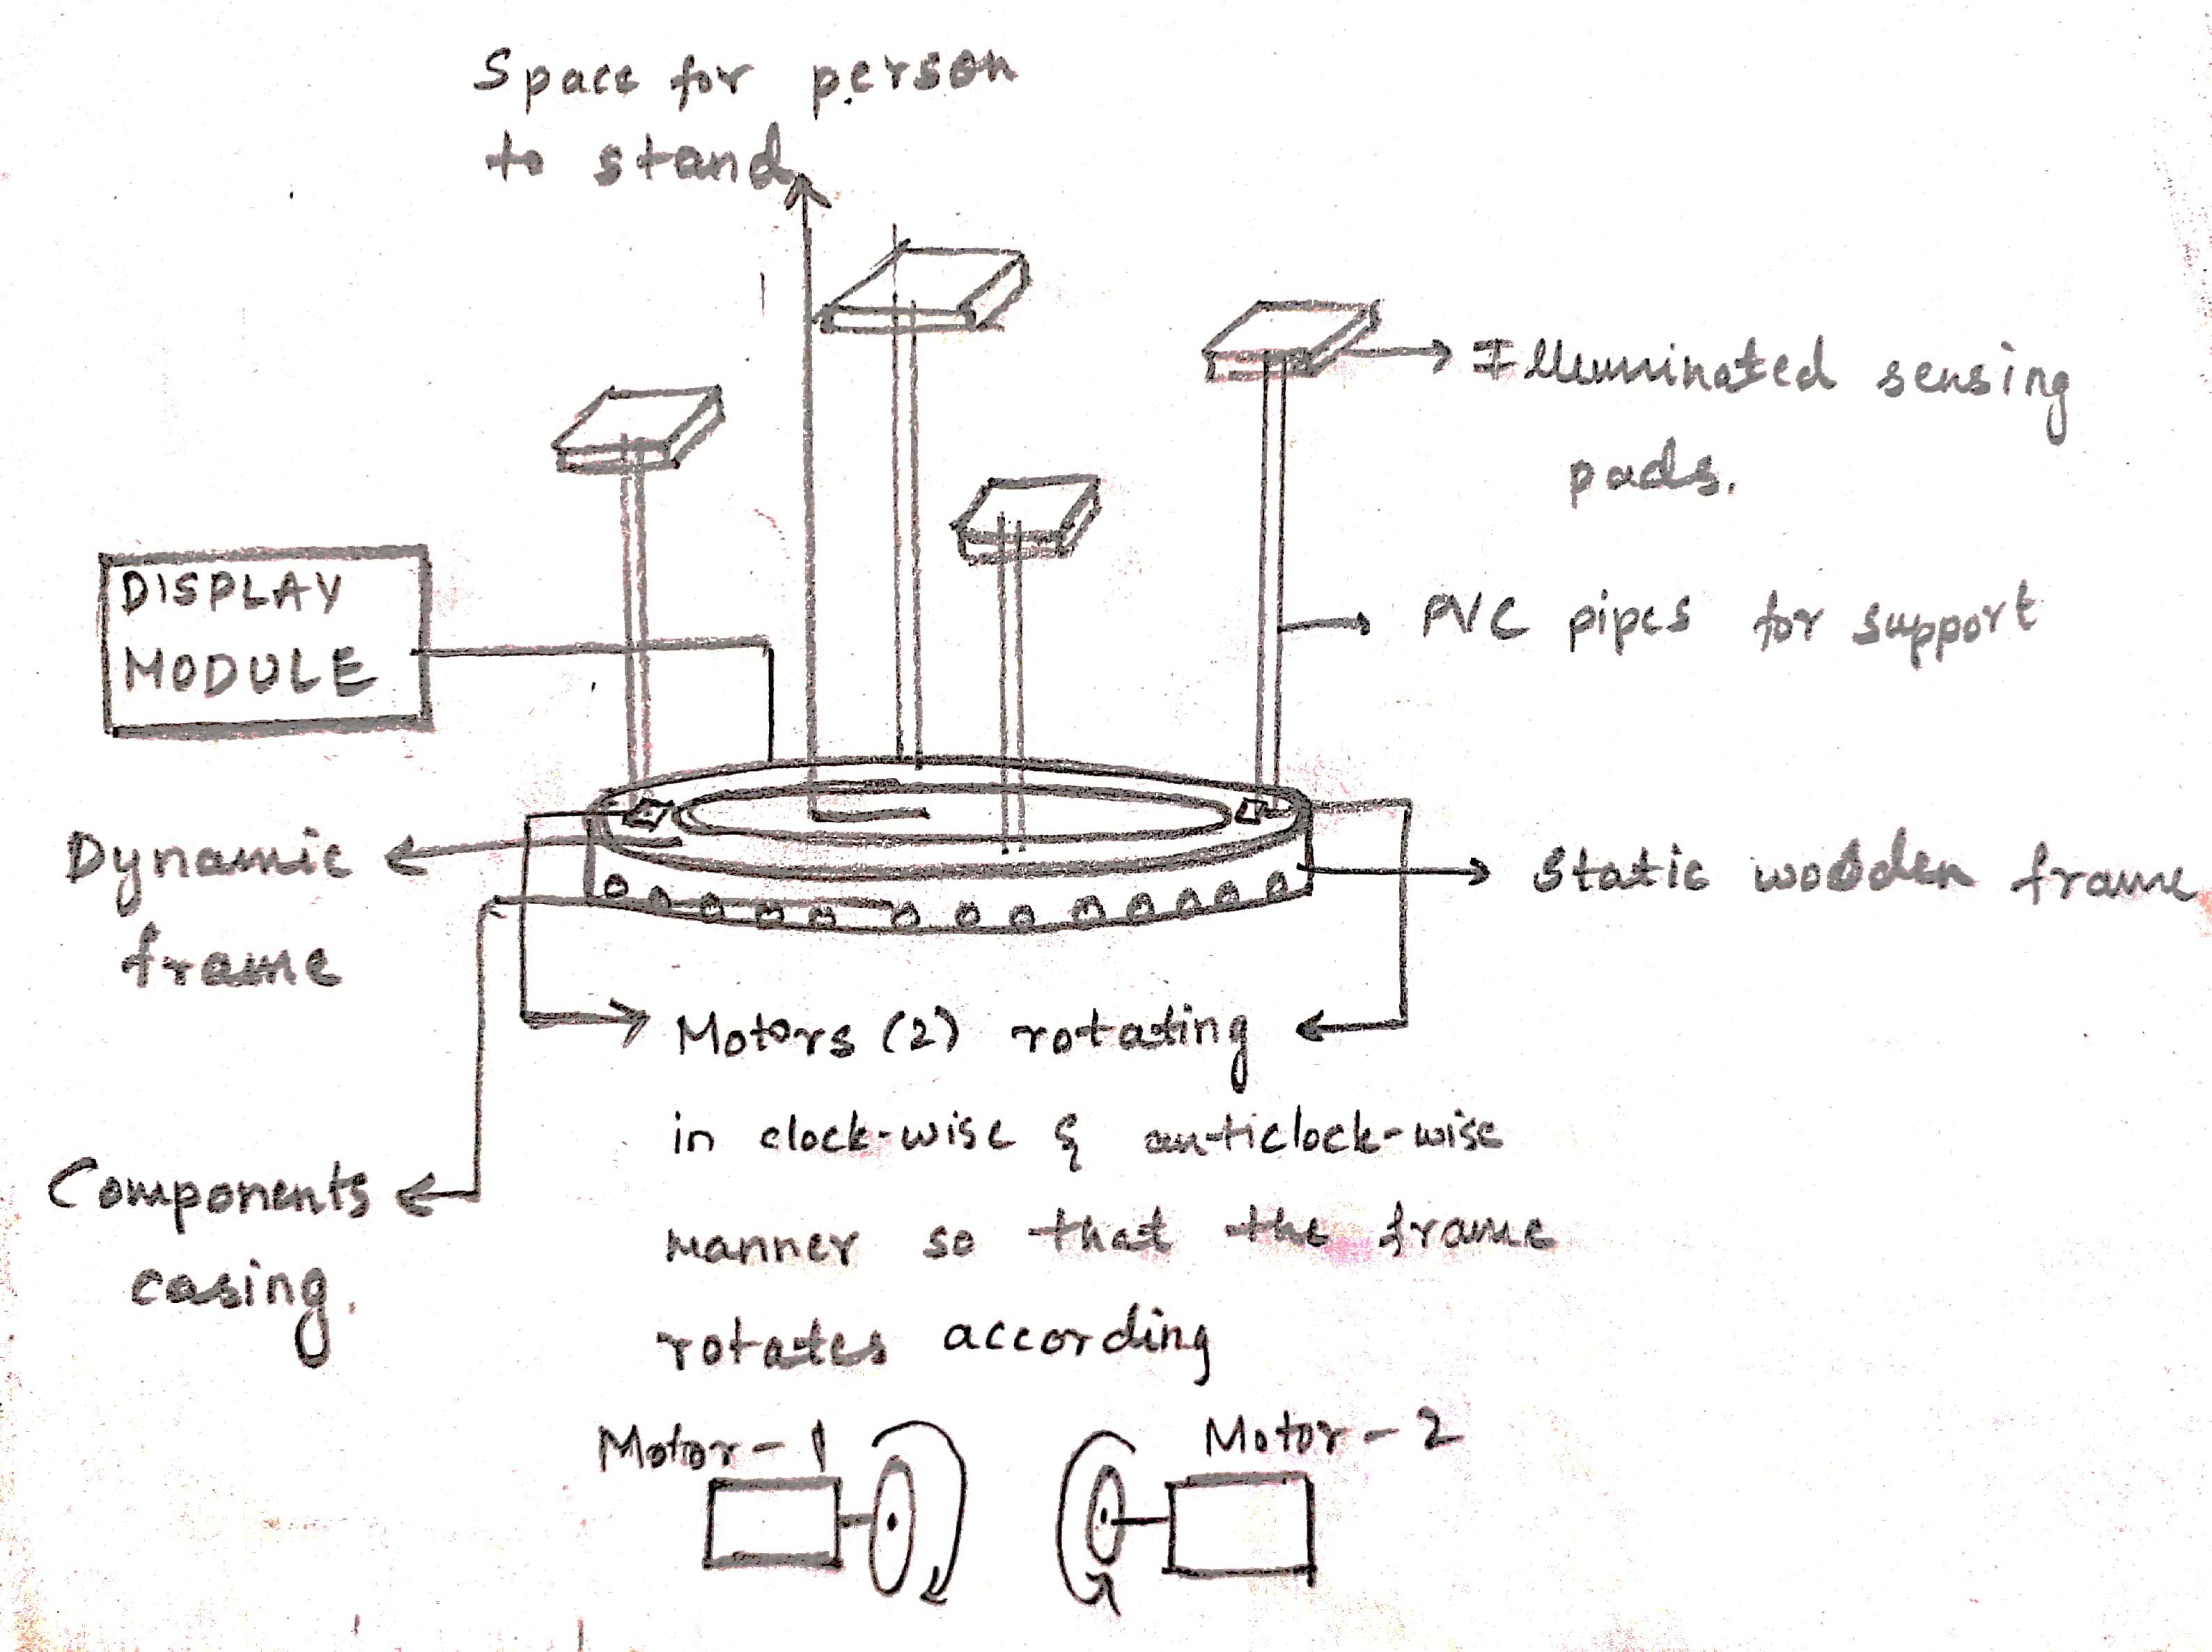 Space for person
to stand
Illuminated sensing
pads.
DISPLAY
MODULE
PVC pipes for support
Dynamic
frame
Static wooden frame
Motors (2) rotating
in clock-wise & anticlock-wise
manner so that the frame
rotates according
Components
casing.
Motor - 1
Motor - 2